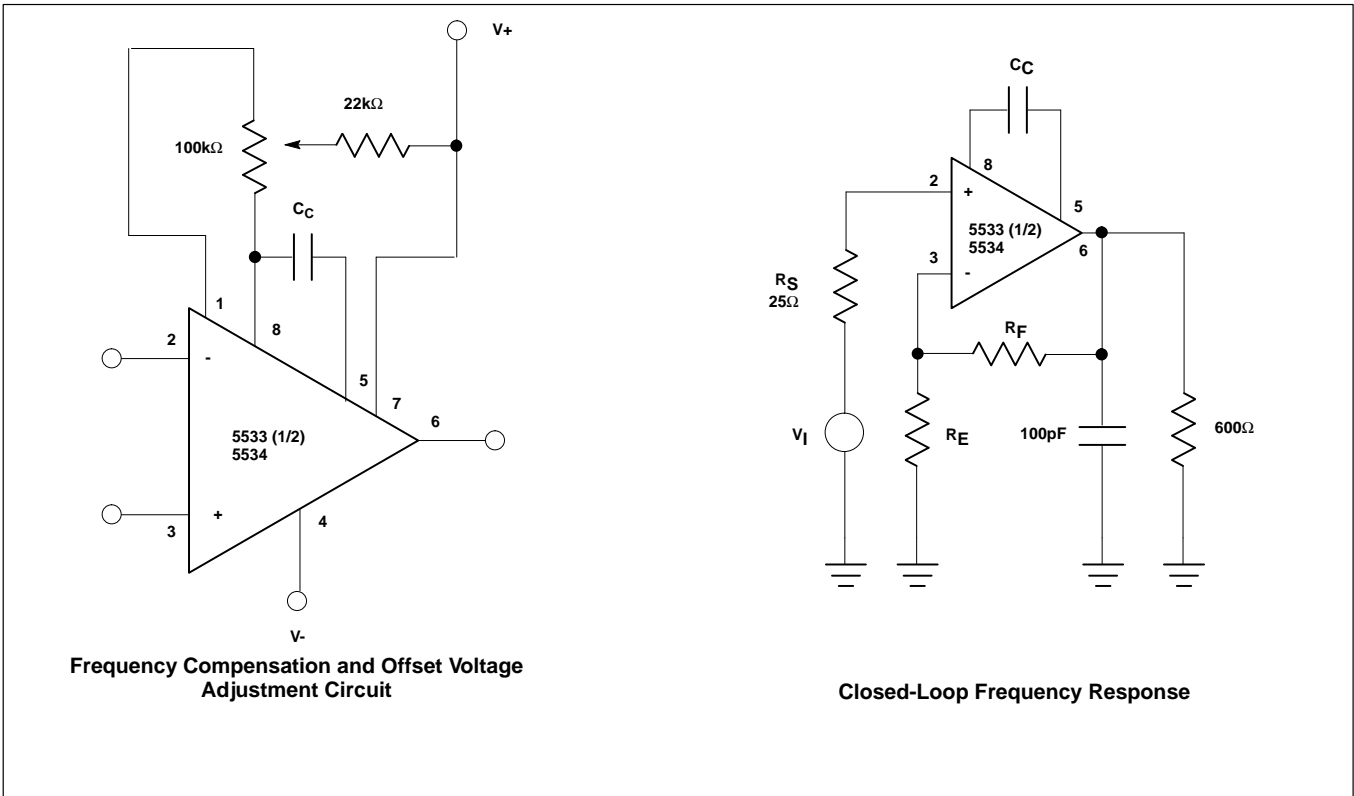 V+
22kΩ
100kΩ
CC
1
8
2
-
5
7
6
5533 (1/2)
5534
+
3
4
V-
Frequency Compensation and Offset Voltage
Adjustment Circuit
CC
8
2
+
5
5533 (1/2)
5534
6
3
-
RS
25Ω
RF
VI
RE
100pF
600Ω
Closed-Loop Frequency Response